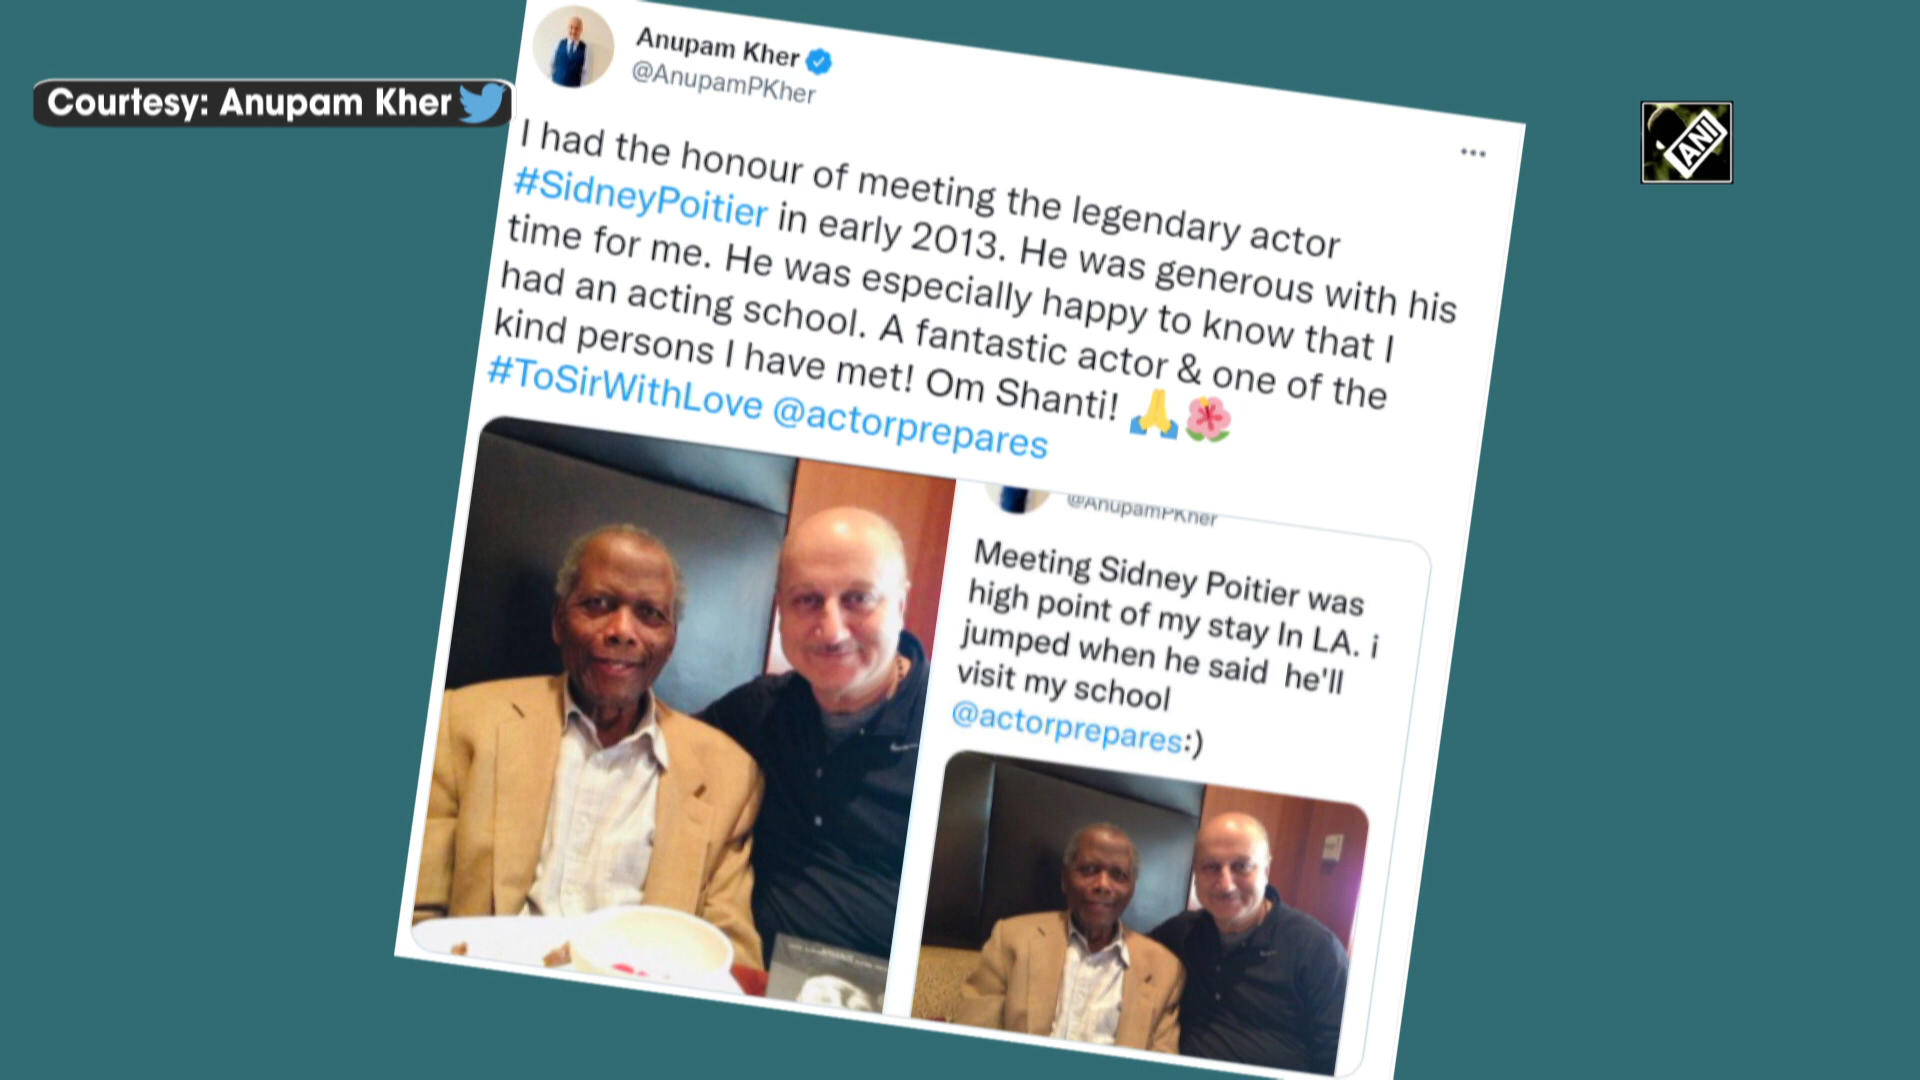 Courtesy: Anupam Kher
Anupam Kher
@AnupamPKher
ANI
I had the honour of meeting the legendary actor
#SidneyPoitier in early 2013. He was generous with his
time for me. He was especially happy to know that I
had an acting school. A fantastic actor & one of the
kind persons I have met! Om Shanti! 🙏🌺
#ToSirWithLove @actorprepares
@AnupamPKher
Meeting Sidney Poitier was
high point of my stay In LA. i
jumped when he said he'll
visit my school
@actorprepares:)